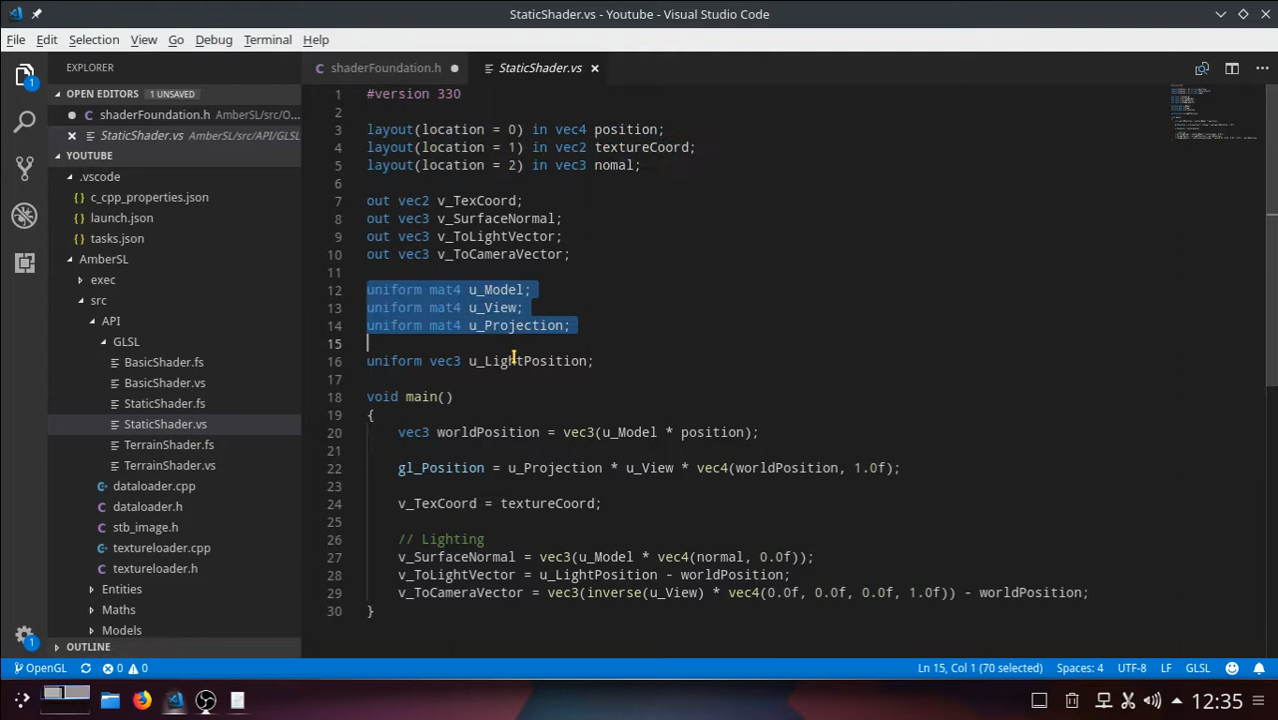 StaticShader.vs - Youtube - Visual Studio Code
File Edit Selection View Go Debug Terminal Help
EXPLORER
OPEN EDITORS 1 UNSAVED
shaderFoundation.h AmberSL/src/O...
StaticShader.vs AmberSL/src/API/GLSL
YOUTUBE
.vscode
{} c_cpp_properties.json
{} launch.json
{} tasks.json
AmberSL
exec
src
API
GLSL
BasicShader.fs
BasicShader.vs
StaticShader.fs
StaticShader.vs
TerrainShader.fs
TerrainShader.vs
dataloader.cpp
C dataloader.h
C stb_image.h
textureloader.cpp
C textureloader.h
Entities
Maths
Models
OUTLINE
C shaderFoundation.h
StaticShader.vs
1 #version 330
2
3 layout(location = 0) in vec4 position;
4 layout(location = 1) in vec2 textureCoord;
5 layout(location = 2) in vec3 nomal;
6
7 out vec2 v_TexCoord;
8 out vec3 v_SurfaceNormal;
9 out vec3 v_ToLightVector;
10 out vec3 v_ToCameraVector;
11
12 uniform mat4 u_Model;
13 uniform mat4 u_View;
14 uniform mat4 u_Projection;
15
16 uniform vec3 u_LightPosition;
17
18 void main()
19 {
20 vec3 worldPosition = vec3(u_Model * position);
21
22 gl_Position = u_Projection * u_View * vec4(worldPosition, 1.0f);
23
24 v_TexCoord = textureCoord;
25
26 // Lighting
27 v_SurfaceNormal = vec3(u_Model * vec4(normal, 0.0f));
28 v_ToLightVector = u_LightPosition - worldPosition;
29 v_ToCameraVector = vec3(inverse(u_View) * vec4(0.0f, 0.0f, 0.0f, 1.0f)) - worldPosition;
30 }
1
1
OpenGL 0 0 Ln 15, Col 1 (70 selected) Spaces: 4 UTF-8 LF GLSL
12:35